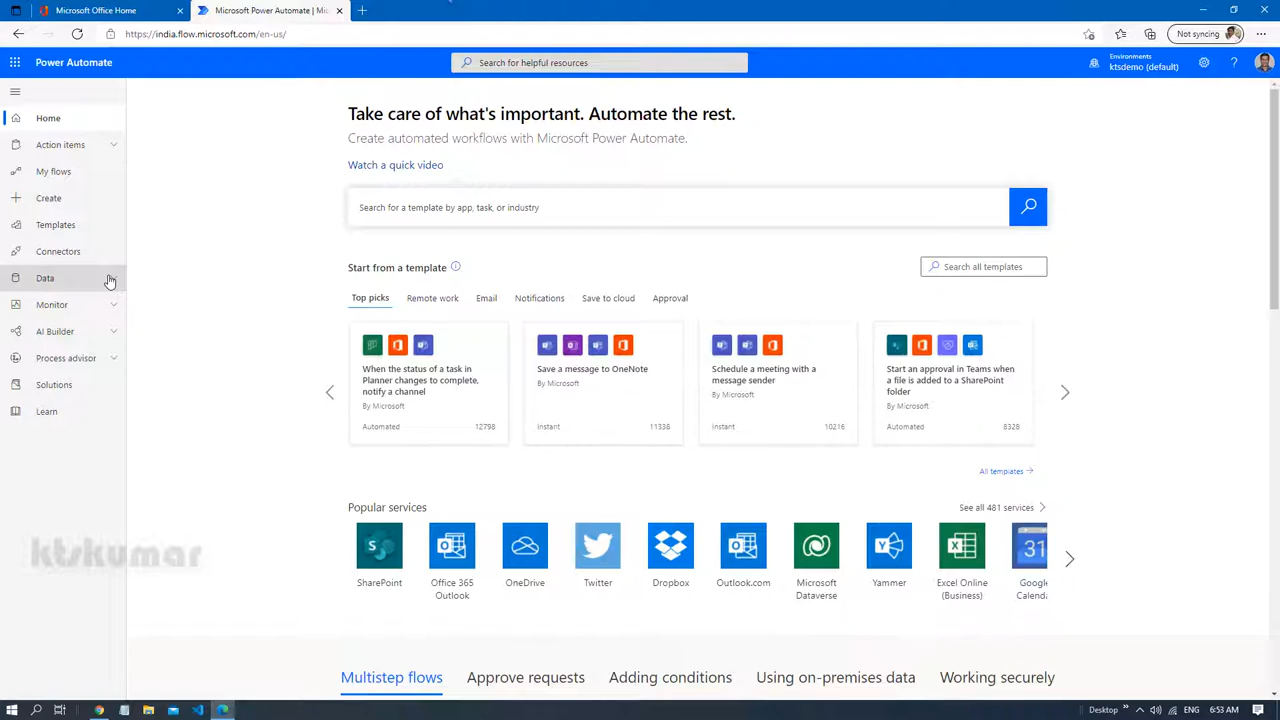 Microsoft Office Home
Microsoft Power Automate | Mic
https://india.flow.microsoft.com/en-us/
Not syncing
Power Automate
Search for helpful resources
Environments
ktsdemo (default)
Home
Action items
My flows
Create
Templates
Connectors
Data
Monitor
AI Builder
Process advisor
Solutions
Learn
Take care of what's important. Automate the rest.
Create automated workflows with Microsoft Power Automate.
Watch a quick video
Search for a template by app, task, or industry
Start from a template
Search all templates
Top picks Remote work Email Notifications Save to cloud Approval
When the status of a task in
Planner changes to complete,
notify a channel
By Microsoft
Automated 12798
Save a message to OneNote
By Microsoft
Instant 11338
Schedule a meeting with a
message sender
By Microsoft
Instant 10216
Start an approval in Teams when
a file is added to a SharePoint
folder
By Microsoft
Automated 8328
All templates
Popular services
See all 481 services
SharePoint
Office 365
Outlook
OneDrive
Twitter
Dropbox
Outlook.com
Microsoft
Dataverse
Yammer
Excel Online
(Business)
31
Google
Calenda
Multistep flows Approve requests Adding conditions Using on-premises data Working securely
Desktop
ENG
6:53 AM